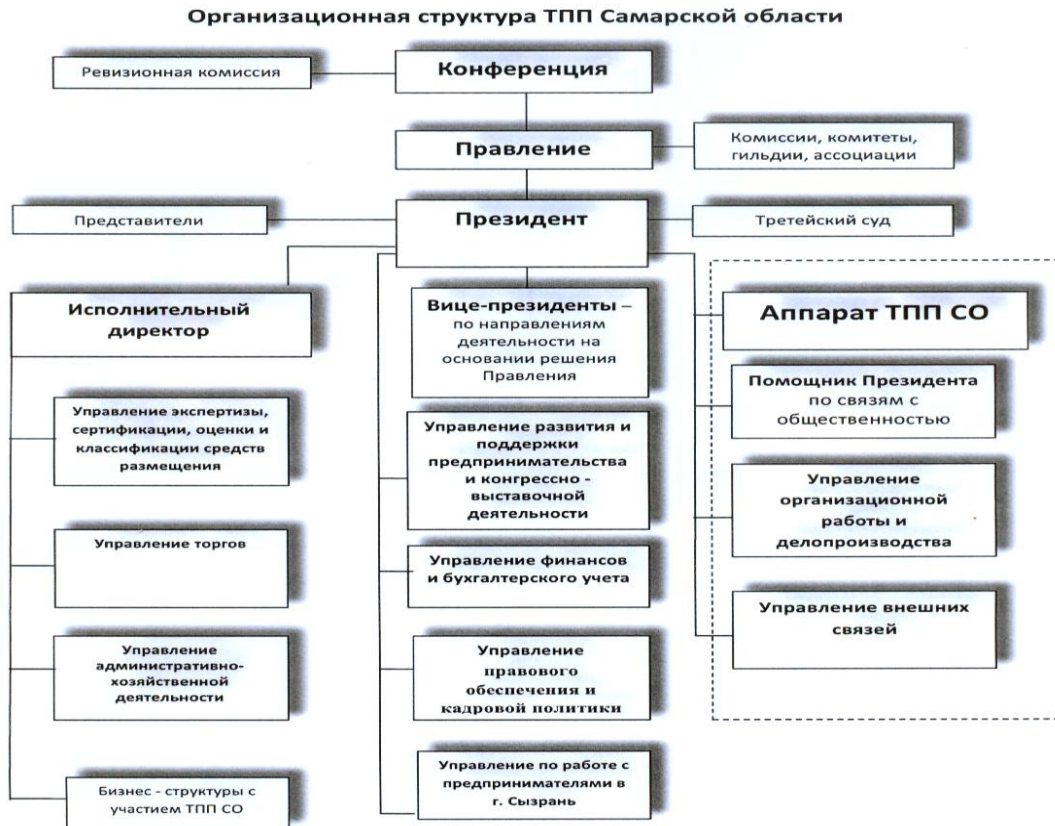 Организационная структура ТПП Самарской области
Ревизионная комиссия
Конференция
Правление
Комиссии, комитеты,
гильдии, ассоциации
Представители
Президент
Третейский суд
Исполнительный
директор
Вице-президенты –
по направлениям
деятельности на
основании решения
Правления
Аппарат ТПП СО
Помощник Президента
по связям с
общественностью
Управление экспертизы,
сертификации, оценки и
классификации средств
размещения
Управление развития и
поддержки
предпринимательства
и конгрессно -
выставочной
деятельности
Управление
организационной
работы и
делопроизводства
Управление торгов
Управление финансов
и бухгалтерского учета
Управление внешних
связей
Управление
административно-
хозяйственной
деятельности
Управление
правового
обеспечения и
кадровой политики
Бизнес - структуры с
участием ТПП СО
Управление по работе с
предпринимателями в
г. Сызрань